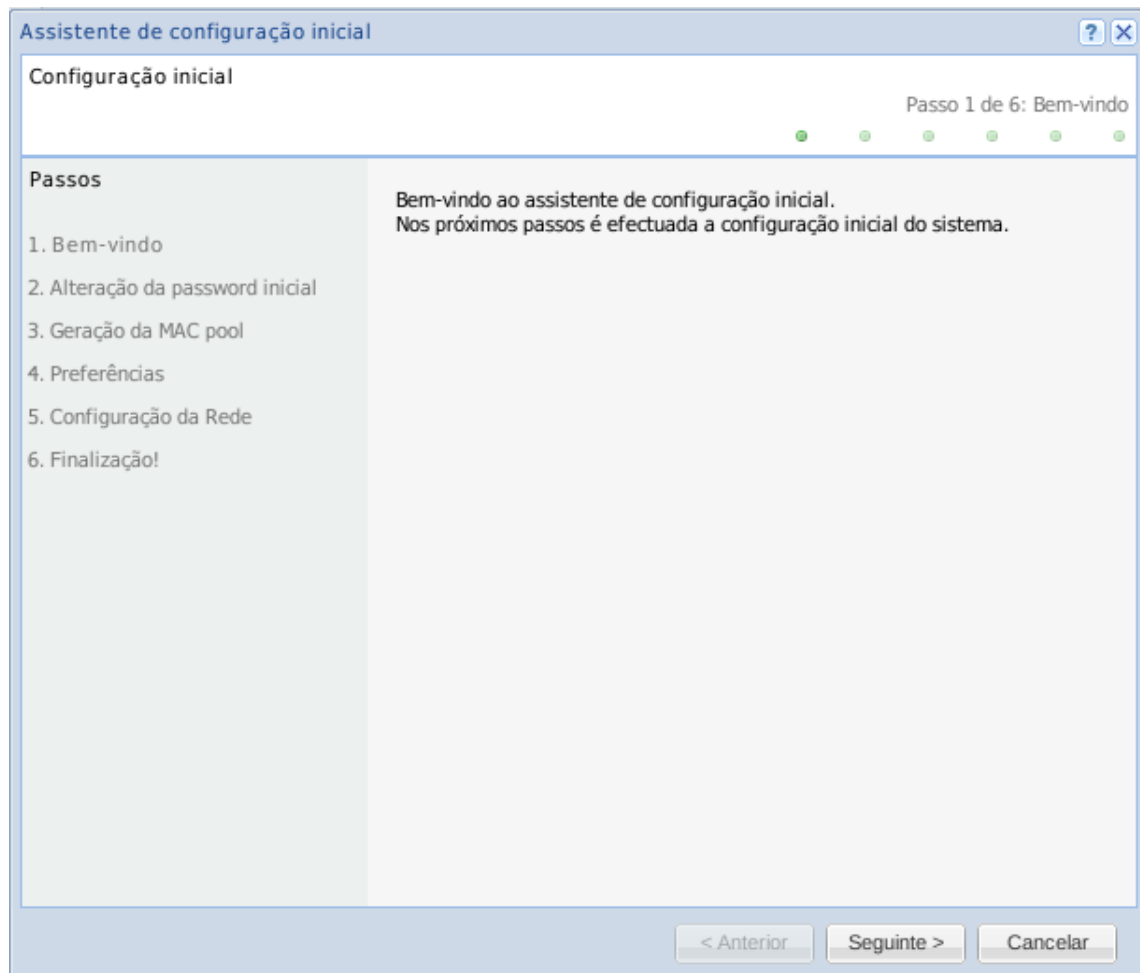 Assistente de configuração inicial
?
Configuração inicial
Passo 1 de 6: Bem-vindo
Passos
1. Bem-vindo
2. Alteração da password inicial
3. Geração da MAC pool
4. Preferências
5. Configuração da Rede
6. Finalização!
Bem-vindo ao assistente de configuração inicial.
Nos próximos passos é efectuada a configuração inicial do sistema.
< Anterior
Seguinte >
Cancelar